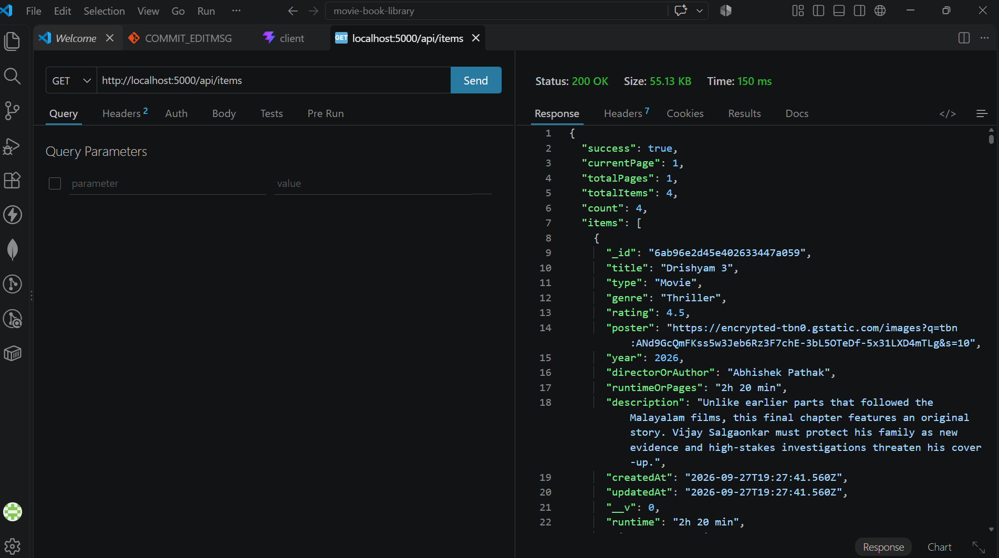 File Edit Selection View Go Run ··· movie-book-library
Welcome COMMIT_EDITMSG client GET localhost:5000/api/items
GET http://localhost:5000/api/items Send
Query Headers 2 Auth Body Tests Pre Run
Query Parameters
parameter value
Status: 200 OK Size: 55.13 KB Time: 150 ms
Response Headers 7 Cookies Results Docs </>
1 {
2 "success": true,
3 "currentPage": 1,
4 "totalPages": 1,
5 "totalItems": 4,
6 "count": 4,
7 "items": [
8 {
9 "_id": "6ab96e2d45e402633447a059",
10 "title": "Drishyam 3",
11 "type": "Movie",
12 "genre": "Thriller",
13 "rating": 4.5,
14 "poster": "https://encrypted-tbn0.gstatic.com/images?q=tbn
:ANd9GcQmFKss5w3Jeb6Rz3F7chE-3bL5OTeDf-5x31LXD4mTLg&s=10",
15 "year": 2026,
16 "directorOrAuthor": "Abhishek Pathak",
17 "runtimeOrPages": "2h 20 min",
18 "description": "Unlike earlier parts that followed the
Malayalam films, this final chapter features an original
story. Vijay Salgaonkar must protect his family as new
evidence and high-stakes investigations threaten his cover
-up.",
19 "createdAt": "2026-09-27T19:27:41.560Z",
20 "updatedAt": "2026-09-27T19:27:41.560Z",
21 "__v": 0,
22 "runtime": "2h 20 min",
Response Chart